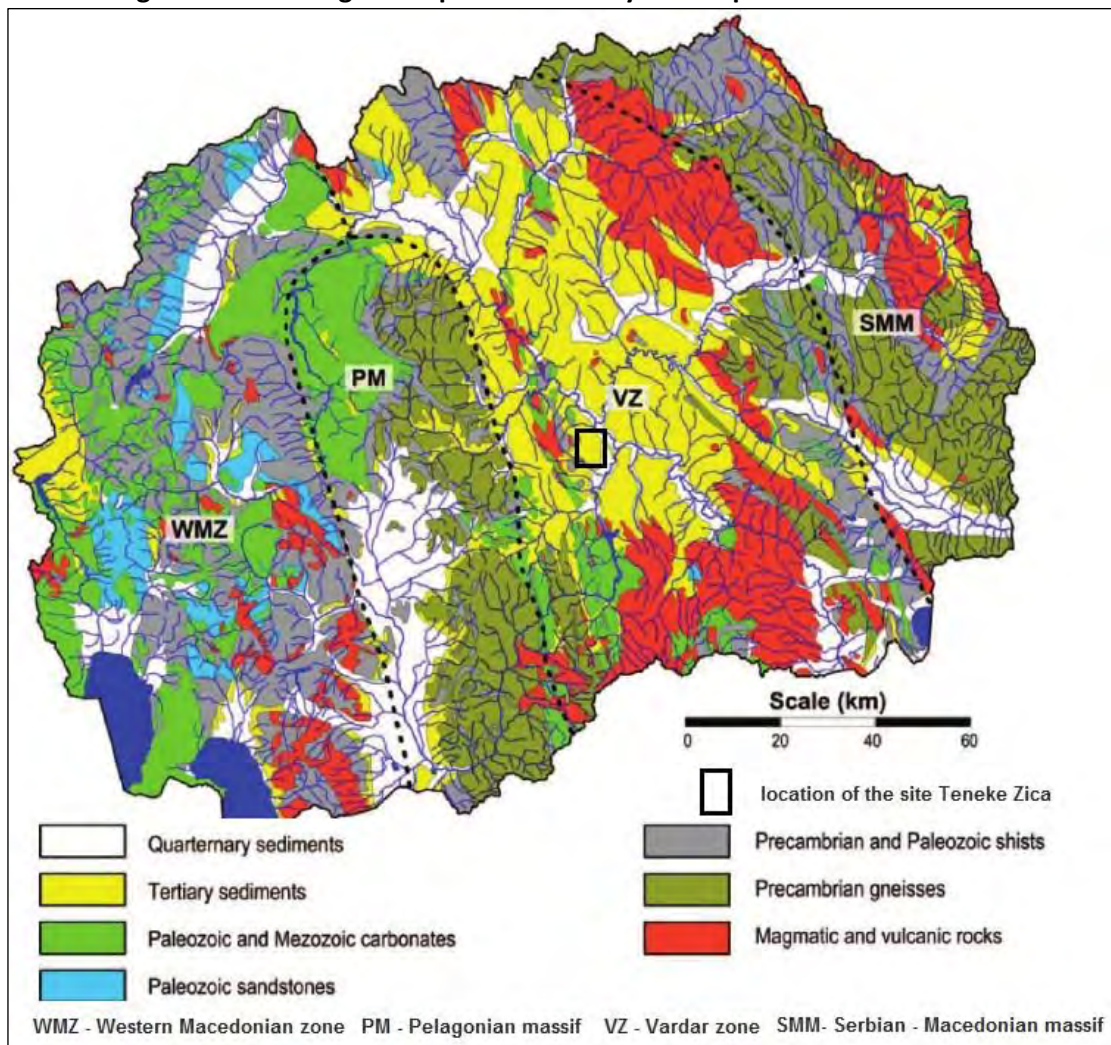 SMM
PM
VZ
WMZ
Scale (km)
0 20 40 60
location of the site Teneke Zica
Quarternary sediments
Precambrian and Paleozoic shists
Tertiary sediments
Precambrian gneisses
Paleozoic and Mezozoic carbonates
Magmatic and vulcanic rocks
Paleozoic sandstones
WMZ - Western Macedonian zone PM - Pelagonian massif VZ - Vardar zone SMM- Serbian - Macedonian massif